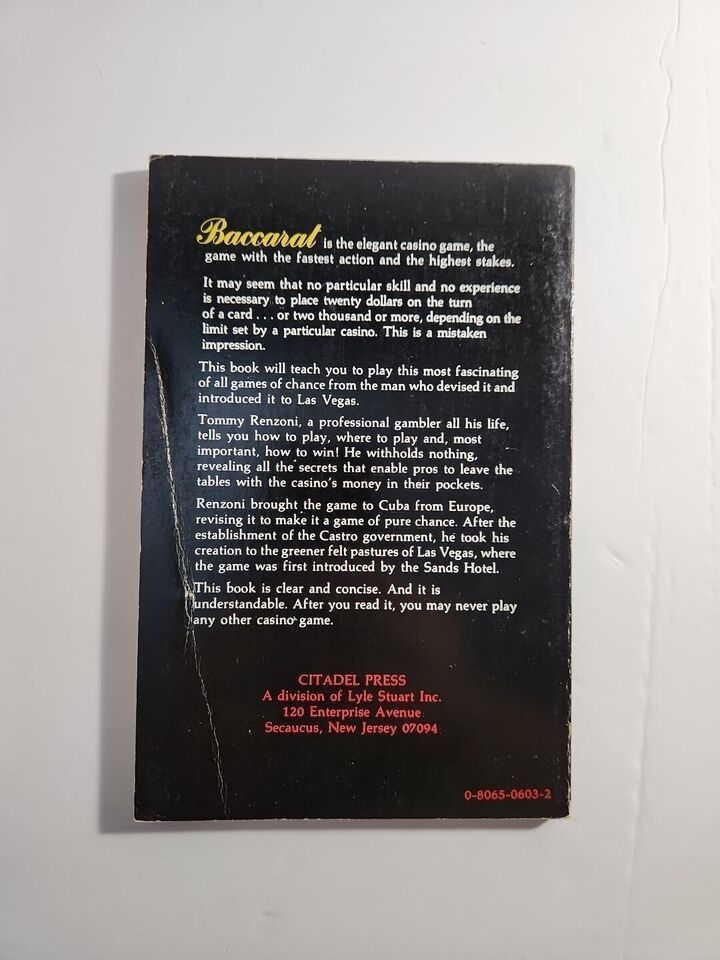 Baccarat is the elegant casino game, the
game with the fastest action and the highest stakes.
It may seem that no particular skill and no experience
is necessary to place twenty dollars on the turn
of a card . . . or two thousand or more, depending on the
limit set by a particular casino. This is a mistaken
impression.
This book will teach you to play this most fascinating
of all games of chance from the man who devised it and
introduced it to Las Vegas.
Tommy Renzoni, a professional gambler all his life,
tells you how to play, where to play and, most
important, how to win! He withholds nothing,
revealing all the secrets that enable pros to leave the
tables with the casino's money in their pockets.
Renzoni brought the game to Cuba from Europe,
revising it to make it a game of pure chance. After the
establishment of the Castro government, he took his
creation to the greener felt pastures of Las Vegas, where
the game was first introduced by the Sands Hotel.
This book is clear and concise. And it is
understandable. After you read it, you may never play
any other casino game.
CITADEL PRESS
A division of Lyle Stuart Inc.
120 Enterprise Avenue
Secaucus, New Jersey 07094
0-8065-0603-2